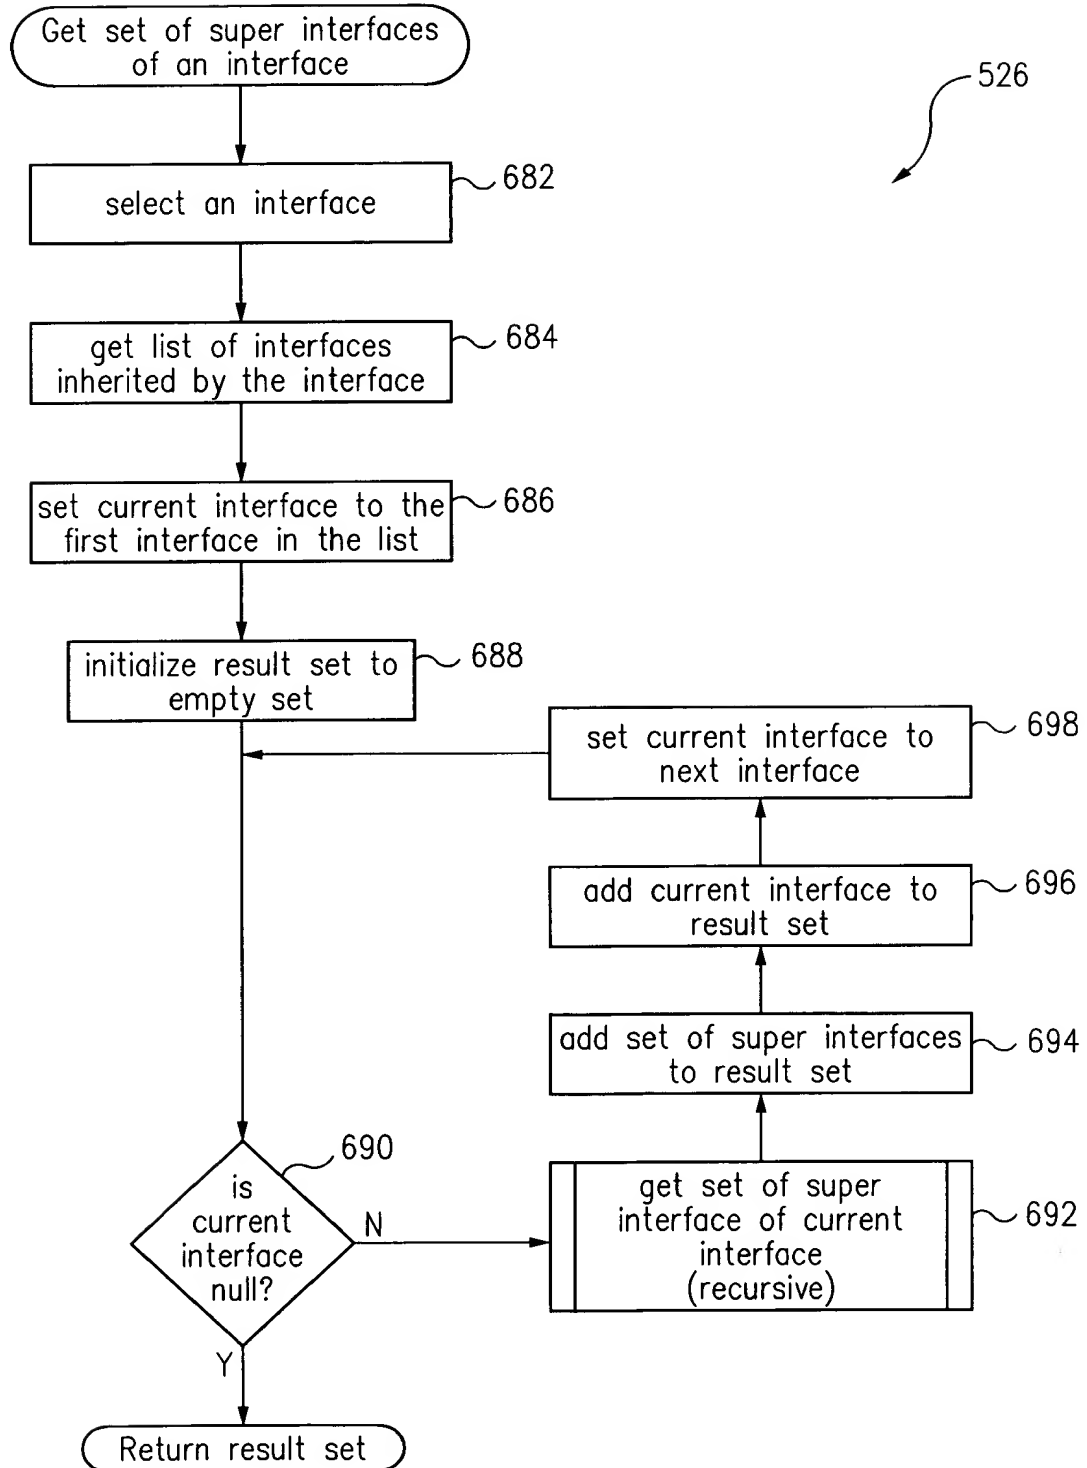 Get set of super interfaces
of an interface
526
select an interface
682
get list of interfaces
inherited by the interface
684
set current interface to the
first interface in the list
686
initialize result set to
empty set
688
set current interface to
next interface
698
add current interface to
result set
696
add set of super interfaces
to result set
694
is
current
interface
null?
690
N
get set of super
interface of current
interface
(recursive)
692
Y
Return result set